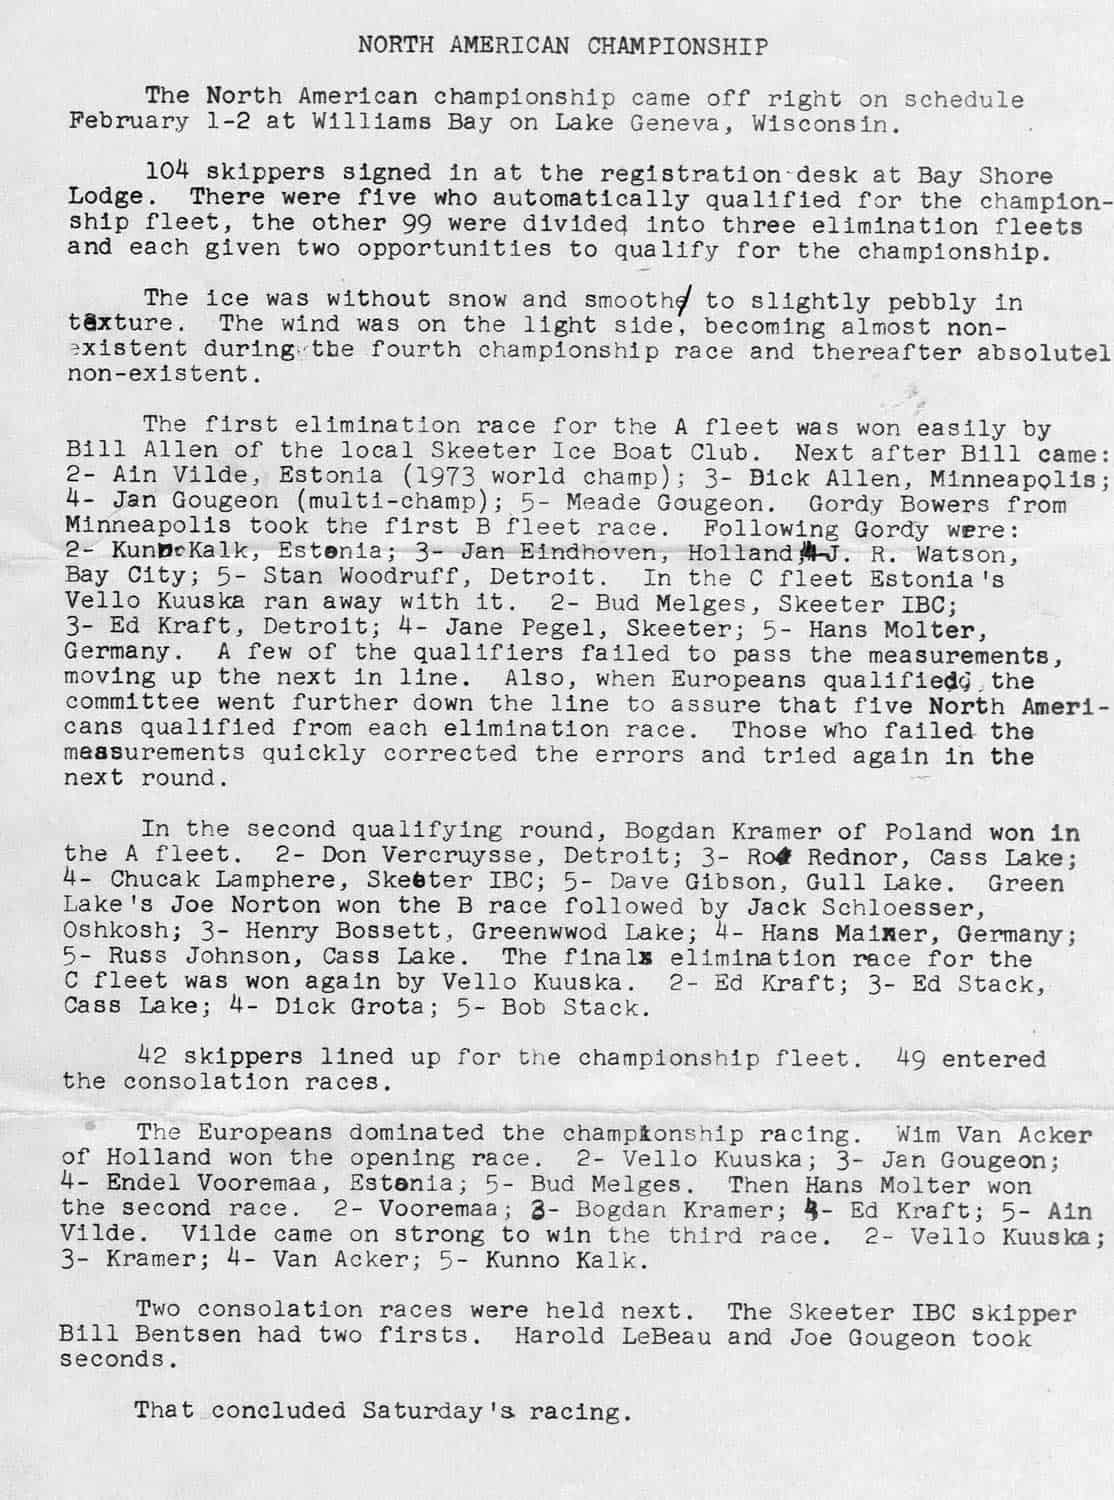 NORTH AMERICAN CHAMPIONSHIP
The North American championship came off right on schedule
February 1-2 at Williams Bay on Lake Geneva, Wisconsin.
104 skippers signed in at the registration desk at Bay Shore
Lodge. There were five who automatically qualified for the champion-
ship fleet, the other 99 were divided into three elimination fleets
and each given two opportunities to qualify for the championship.
The ice was without snow and smooth to slightly pebbly in
texture. The wind was on the light side, becoming almost non-
existent during the fourth championship race and thereafter absolutel
non-existent.
The first elimination race for the A fleet was won easily by
Bill Allen of the local Skeeter Ice Boat Club. Next after Bill came:
2- Ain Vilde, Estonia (1973 world champ); 3- Dick Allen, Minneapolis;
4- Jan Gougeon (multi-champ); 5- Meade Gougeon. Gordy Bowers from
Minneapolis took the first B fleet race. Following Gordy were:
2- Kunno Kalk, Estonia; 3- Jan Eindhoven, Holland; 4- J. R. Watson,
Bay City; 5- Stan Woodruff, Detroit. In the C fleet Estonia's
Vello Kuuska ran away with it. 2- Bud Melges, Skeeter IBC;
3- Ed Kraft, Detroit; 4- Jane Pegel, Skeeter; 5- Hans Molter,
Germany. A few of the qualifiers failed to pass the measurements,
moving up the next in line. Also, when Europeans qualified, the
committee went further down the line to assure that five North Ameri-
cans qualified from each elimination race. Those who failed the
measurements quickly corrected the errors and tried again in the
next round.
In the second qualifying round, Bogdan Kramer of Poland won in
the A fleet. 2- Don Vercruysse, Detroit; 3- Rod Rednor, Cass Lake;
4- Chucak Lamphere, Skeeter IBC; 5- Dave Gibson, Gull Lake. Green
Lake's Joe Norton won the B race followed by Jack Schloesser,
Oshkosh; 3- Henry Bossett, Greenwwod Lake; 4- Hans Mainer, Germany;
5- Russ Johnson, Cass Lake. The final elimination race for the
C fleet was won again by Vello Kuuska. 2- Ed Kraft; 3- Ed Stack,
Cass Lake; 4- Dick Grota; 5- Bob Stack.
42 skippers lined up for the championship fleet. 49 entered
the consolation races.
The Europeans dominated the championship racing. Wim Van Acker
of Holland won the opening race. 2- Vello Kuuska; 3- Jan Gougeon;
4- Endel Vooremaa, Estonia; 5- Bud Melges. Then Hans Molter won
the second race. 2- Vooremaa; 3- Bogdan Kramer; 4- Ed Kraft; 5- Ain
Vilde. Vilde came on strong to win the third race. 2- Vello Kuuska;
3- Kramer; 4- Van Acker; 5- Kunno Kalk.
Two consolation races were held next. The Skeeter IBC skipper
Bill Bentsen had two firsts. Harold LeBeau and Joe Gougeon took
seconds.
That concluded Saturday's racing.